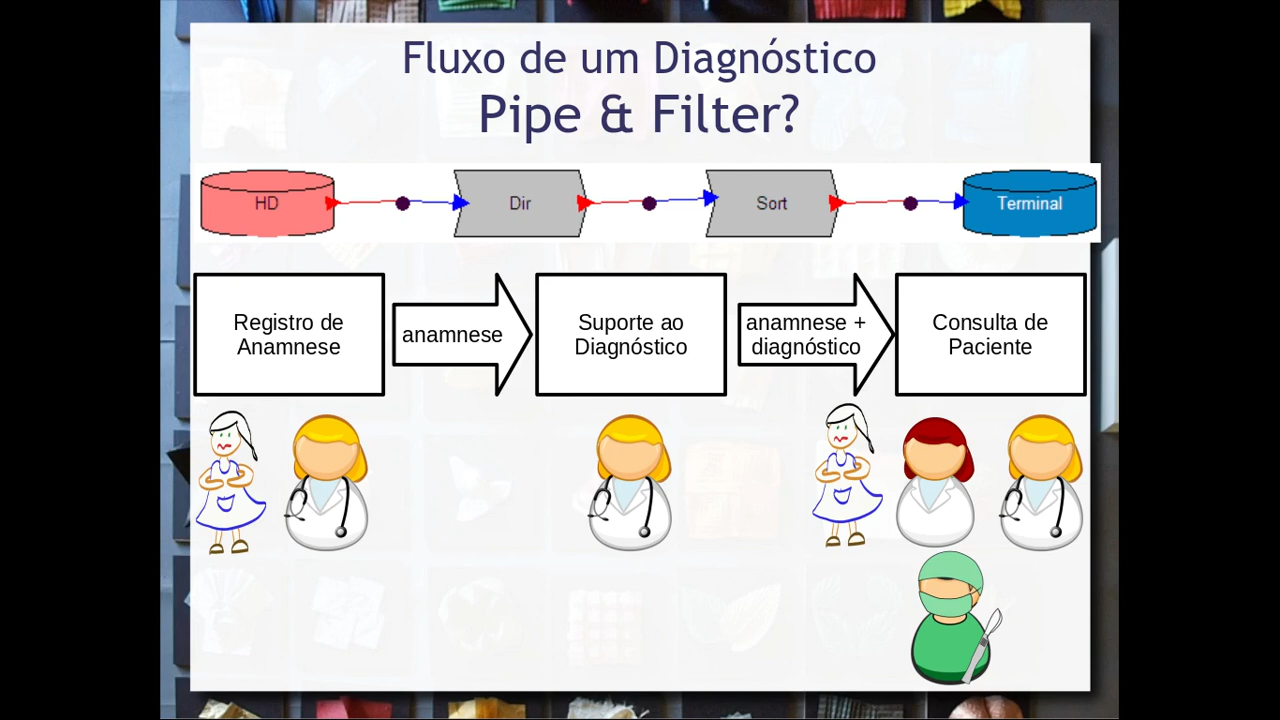 Fluxo de um Diagnóstico
Pipe & Filter?
HD
Dir
Sort
Terminal
Registro de
Anamnese
anamnese
Suporte ao
Diagnóstico
anamnese +
diagnóstico
Consulta de
Paciente